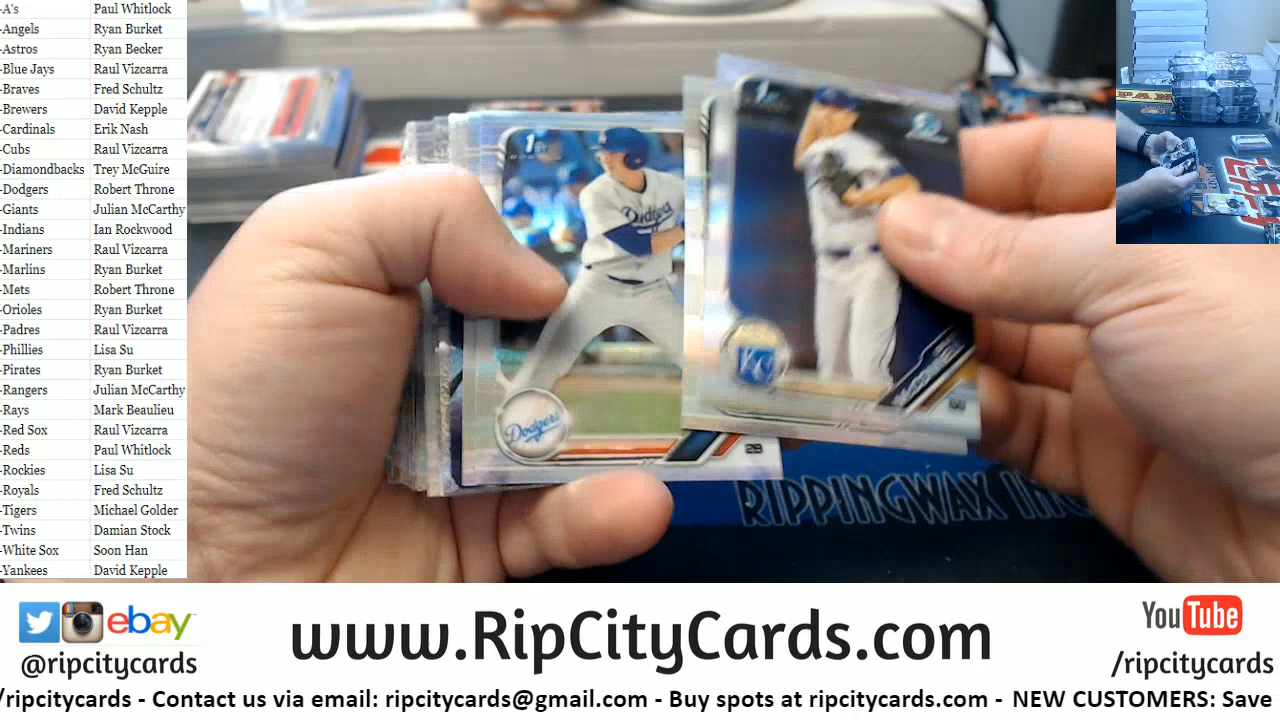 -A's Paul Whitlock
-Angels Ryan Burket
-Astros Ryan Becker
-Blue Jays Raul Vizcarra
-Braves Fred Schultz
-Brewers David Kepple
-Cardinals Erik Nash
-Cubs Raul Vizcarra
-Diamondbacks Trey McGuire
-Dodgers Robert Throne
-Giants Julian McCarthy
-Indians Ian Rockwood
-Mariners Raul Vizcarra
-Marlins Ryan Burket
-Mets Robert Throne
-Orioles Ryan Burket
-Padres Raul Vizcarra
-Phillies Lisa Su
-Pirates Ryan Burket
-Rangers Julian McCarthy
-Rays Mark Beaulieu
-Red Sox Raul Vizcarra
-Reds Paul Whitlock
-Rockies Lisa Su
-Royals Fred Schultz
-Tigers Michael Golder
-Twins Damian Stock
-White Sox Soon Han
-Yankees David Kepple
1st
Dodgers
Dodgers
KC
RIPPINGWAX
ebay
@ripcitycards
www.RipCityCards.com
YouTube
/ripcitycards
/ripcitycards - Contact us via email: ripcitycards@gmail.com - Buy spots at ripcitycards.com - NEW CUSTOMERS: Save